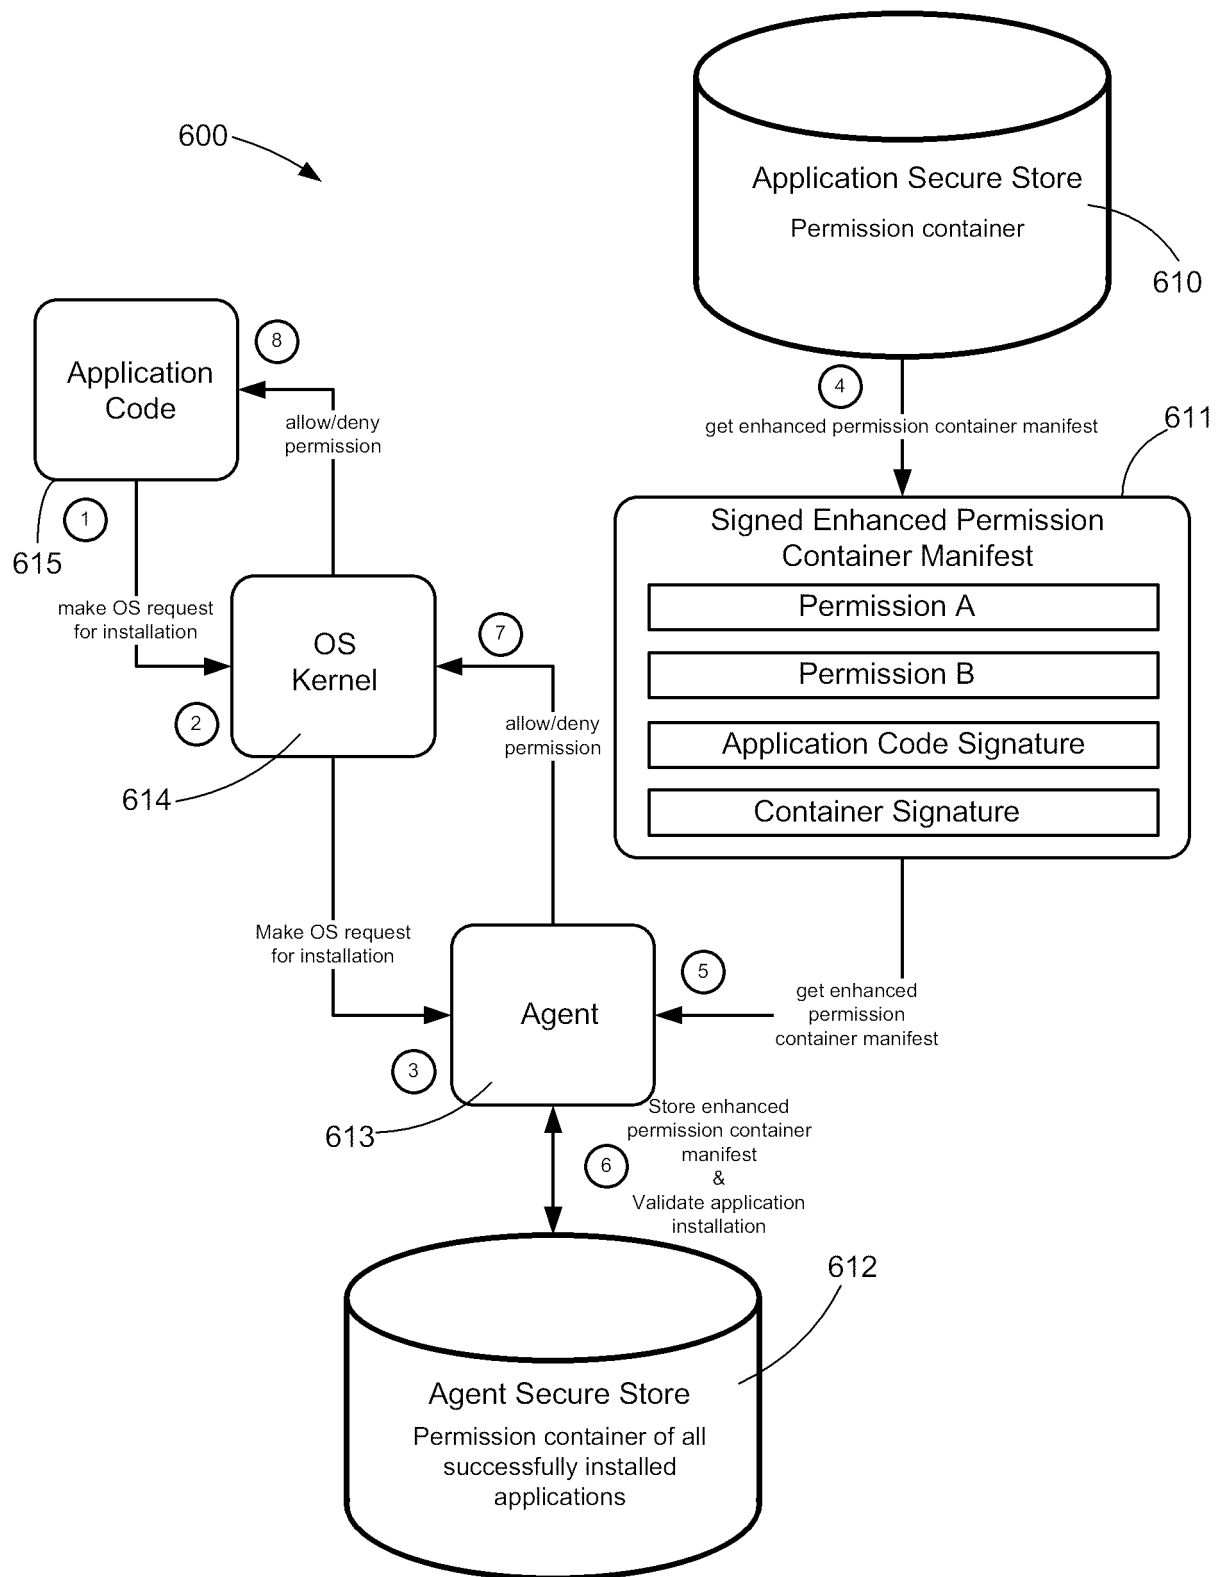 600
Application Secure Store
Permission container
610
Application
Code
8
allow/deny
permission
4
get enhanced permission container manifest
611
1
615
make OS request
for installation
Signed Enhanced Permission
Container Manifest
Permission A
Permission B
Application Code Signature
Container Signature
OS
Kernel
7
2
allow/deny
permission
614
Make OS request
for installation
Agent
5
get enhanced
permission
container manifest
3
613
Store enhanced
permission container
manifest
&
Validate application
installation
6
612
Agent Secure Store
Permission container of all
successfully installed
applications